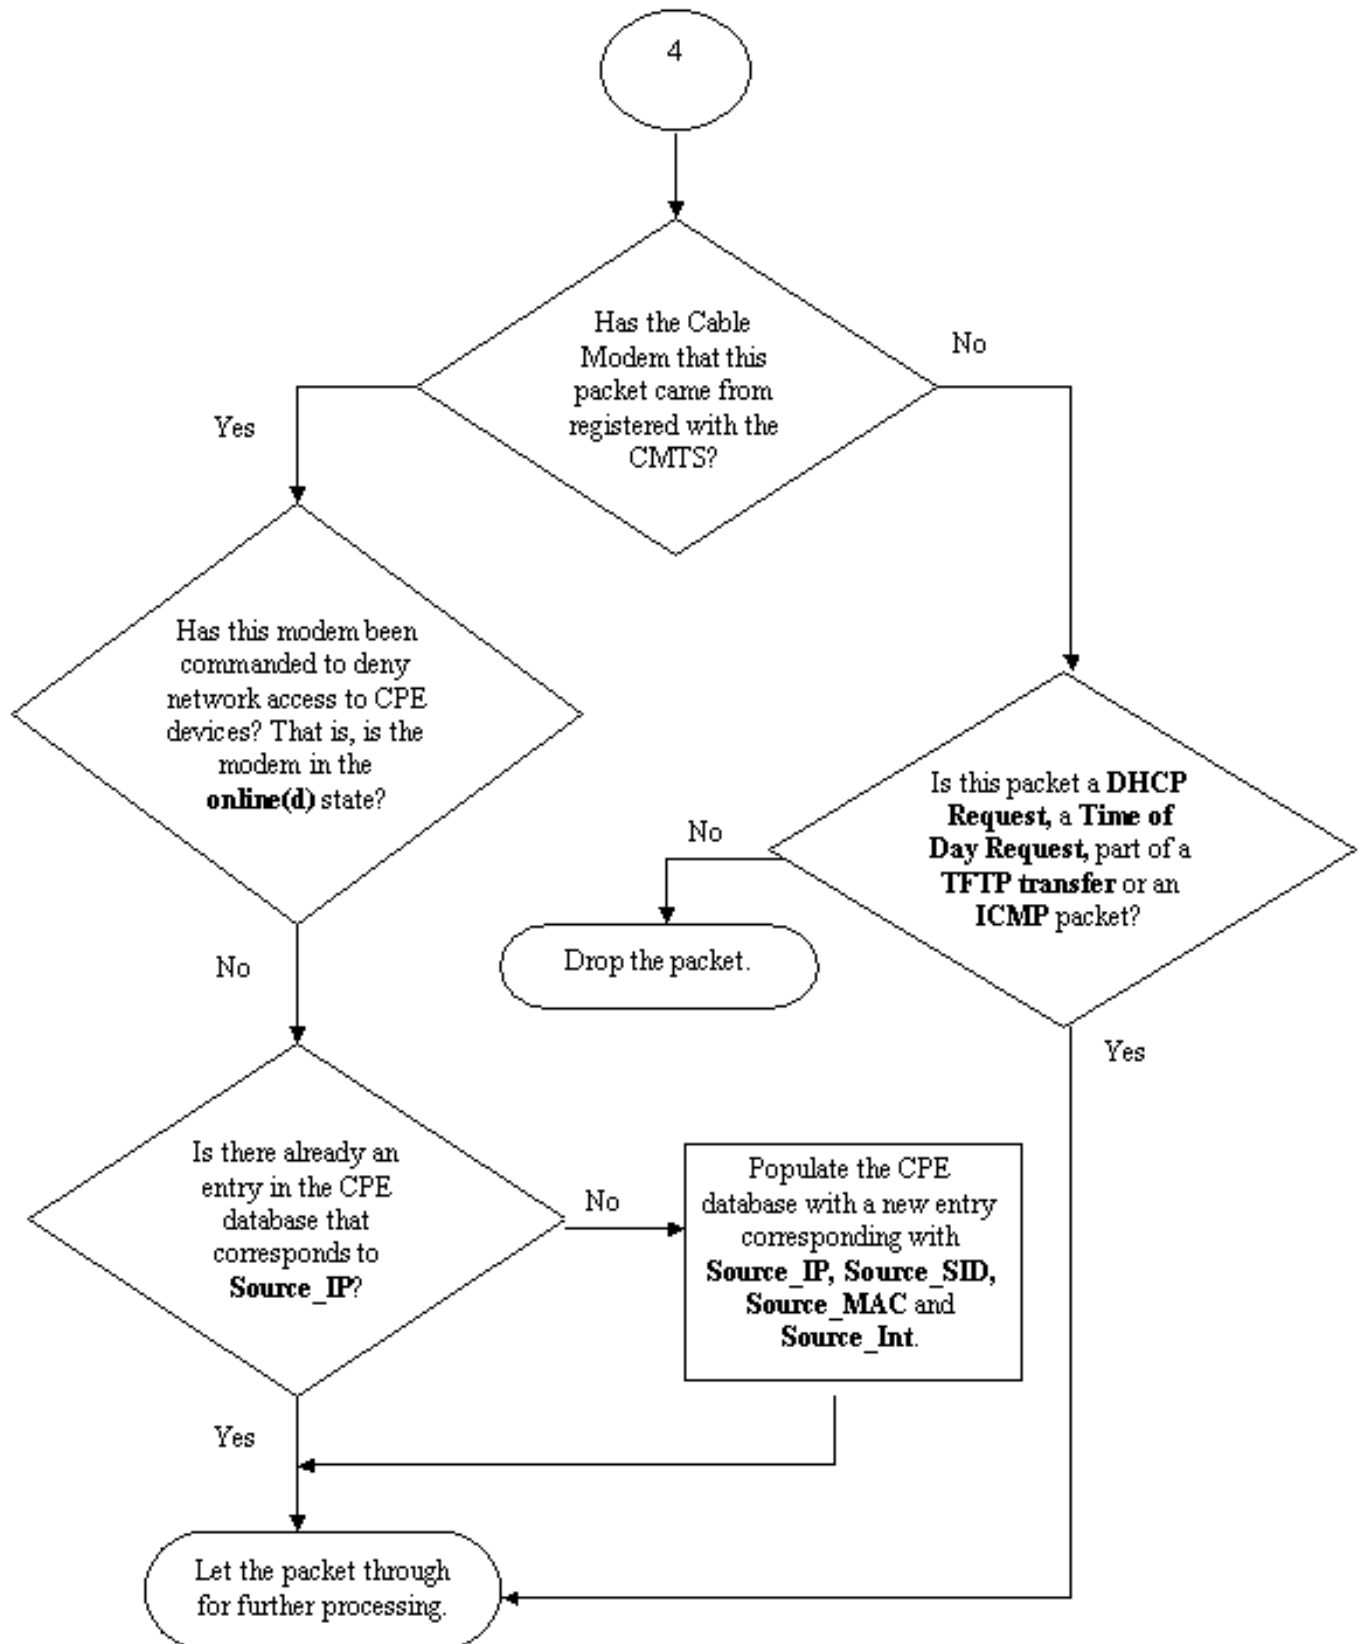 4
Has the Cable
Modem that this
packet came from
registered with the
CMTS?
No
Yes
Has this modem been
commanded to deny
network access to CPE
devices? That is, is the
modem in the
online(d) state?
Is this packet a DHCP
Request, a Time of
Day Request, part of a
TFTP transfer or an
ICMP packet?
No
Drop the packet.
No
Yes
Is there already an
entry in the CPE
database that
corresponds to
Source_IP?
No
Populate the CPE
database with a new entry
corresponding with
Source_IP, Source_SID,
Source_MAC and
Source_Int.
Yes
Let the packet through
for further processing.